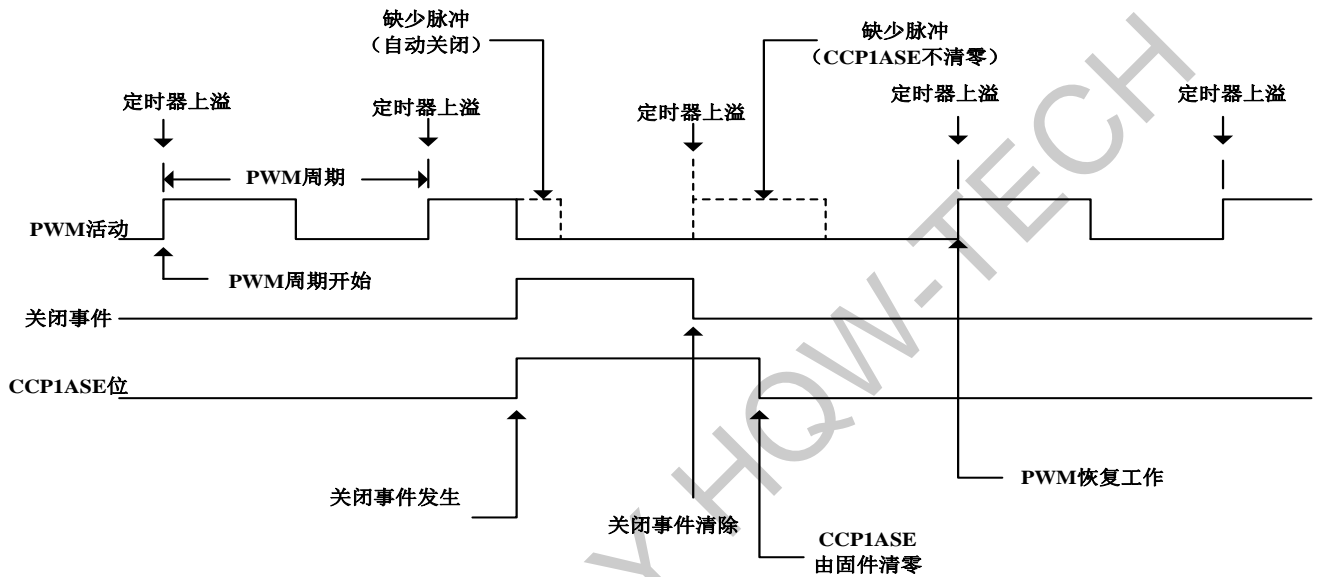 缺少脉冲
（自动关闭）
缺少脉冲
（CCP1ASE不清零）
定时器上溢
定时器上溢
定时器上溢
定时器上溢
定时器上溢
PWM周期
PWM活动
PWM周期开始
关闭事件
CCP1ASE位
关闭事件发生
关闭事件清除
PWM恢复工作
CCP1ASE
由固件清零
Y HQW-TECH